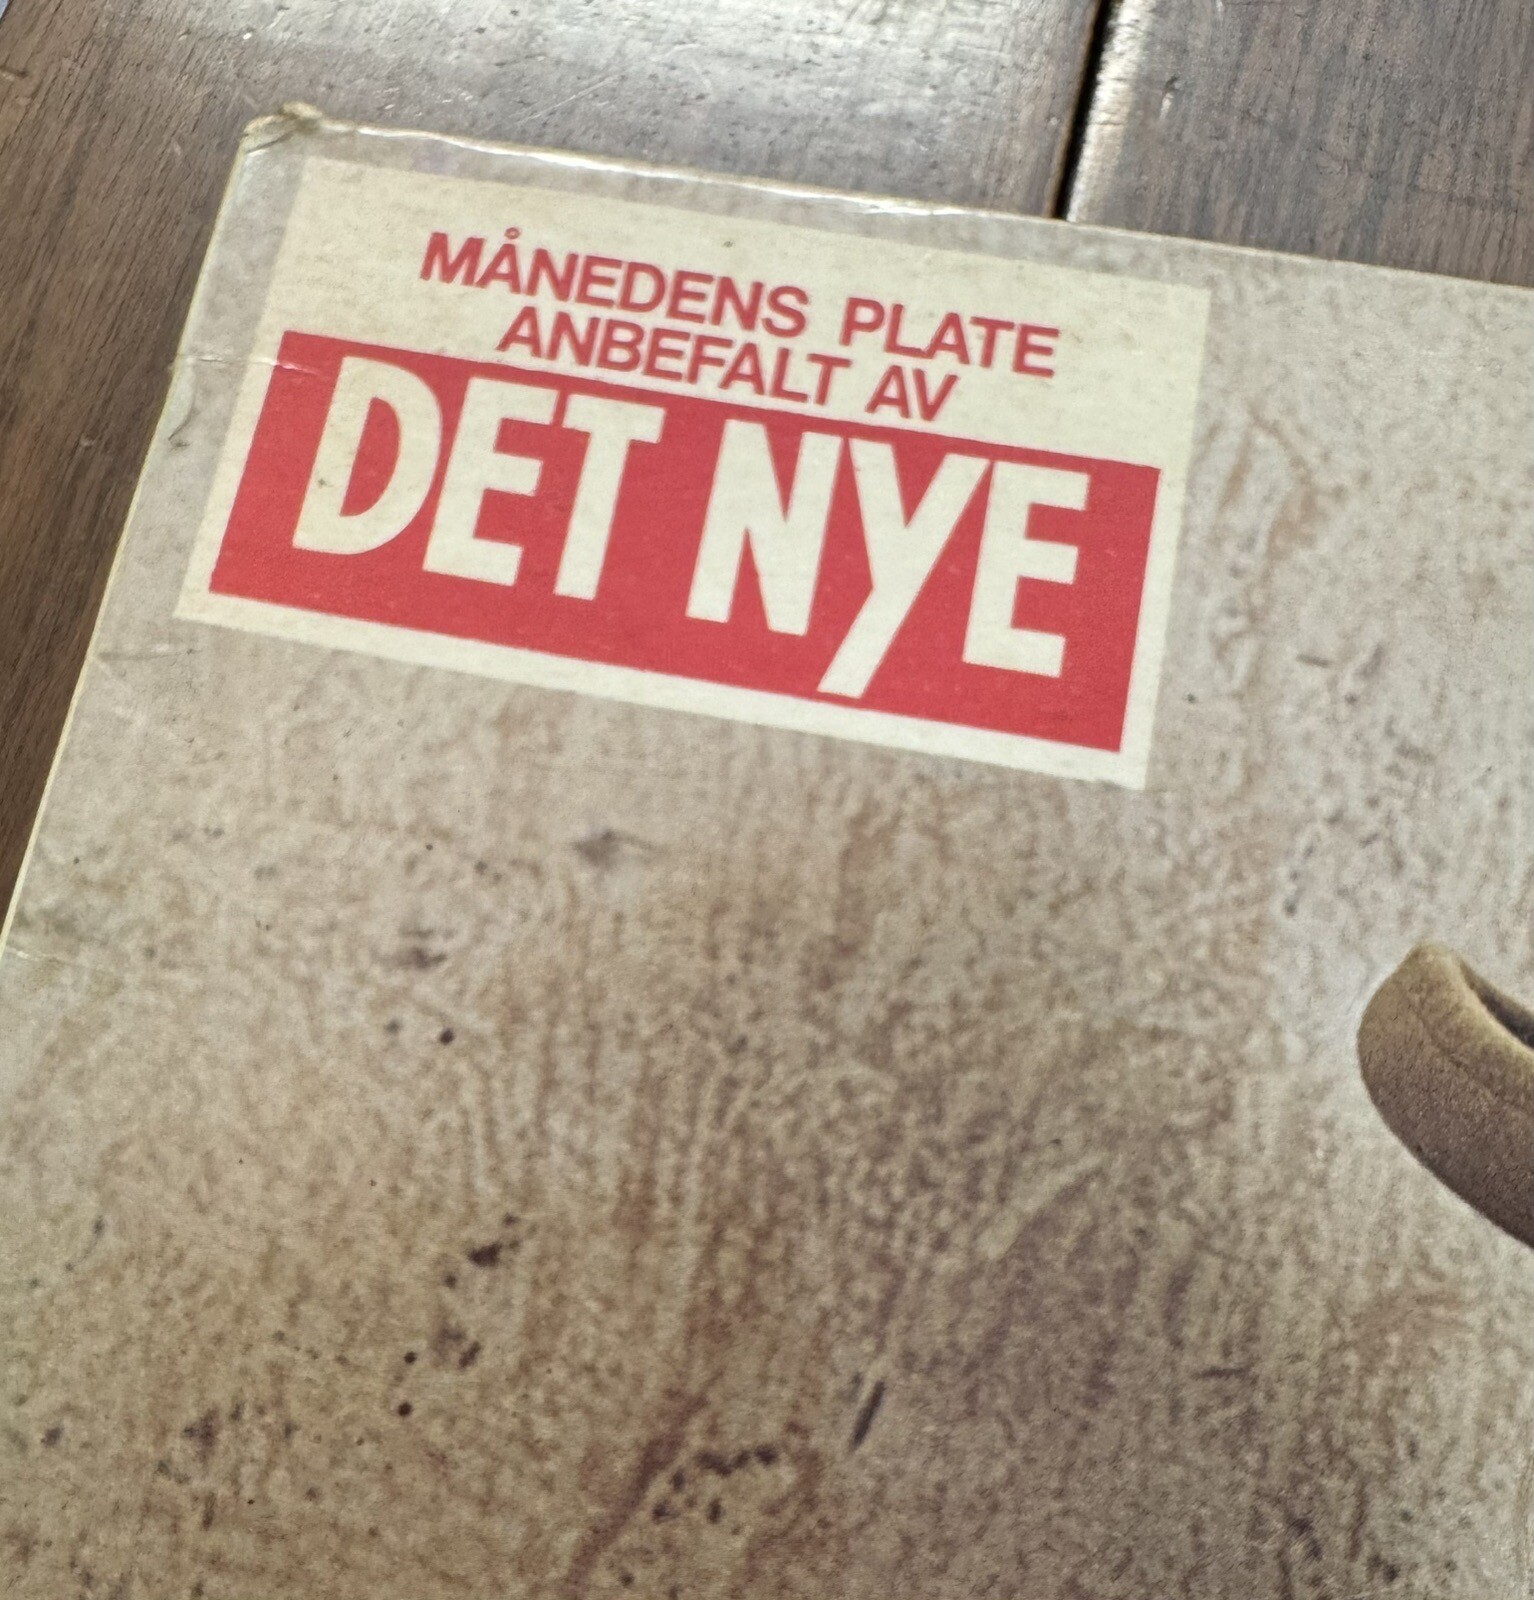 MÅNEDENS PLATE
ANBEFALT AV
DET NYE